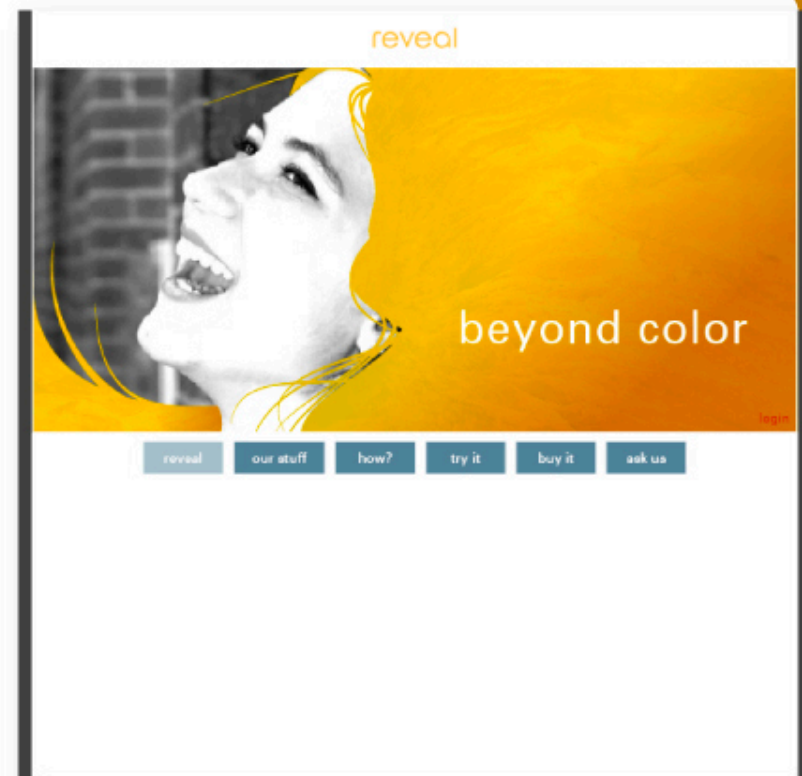 reveal
beyond color
login
reveal our stuff how? try it buy it ask us